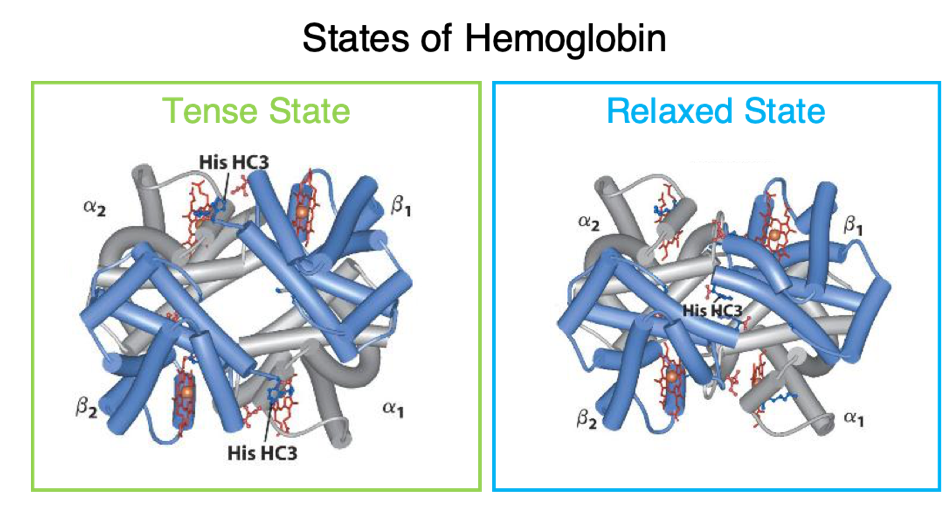 States of Hemoglobin
Tense State
His HC3
α2
β1
β2
α1
His HC3
Relaxed State
α2
β1
His HC3
β2
α1